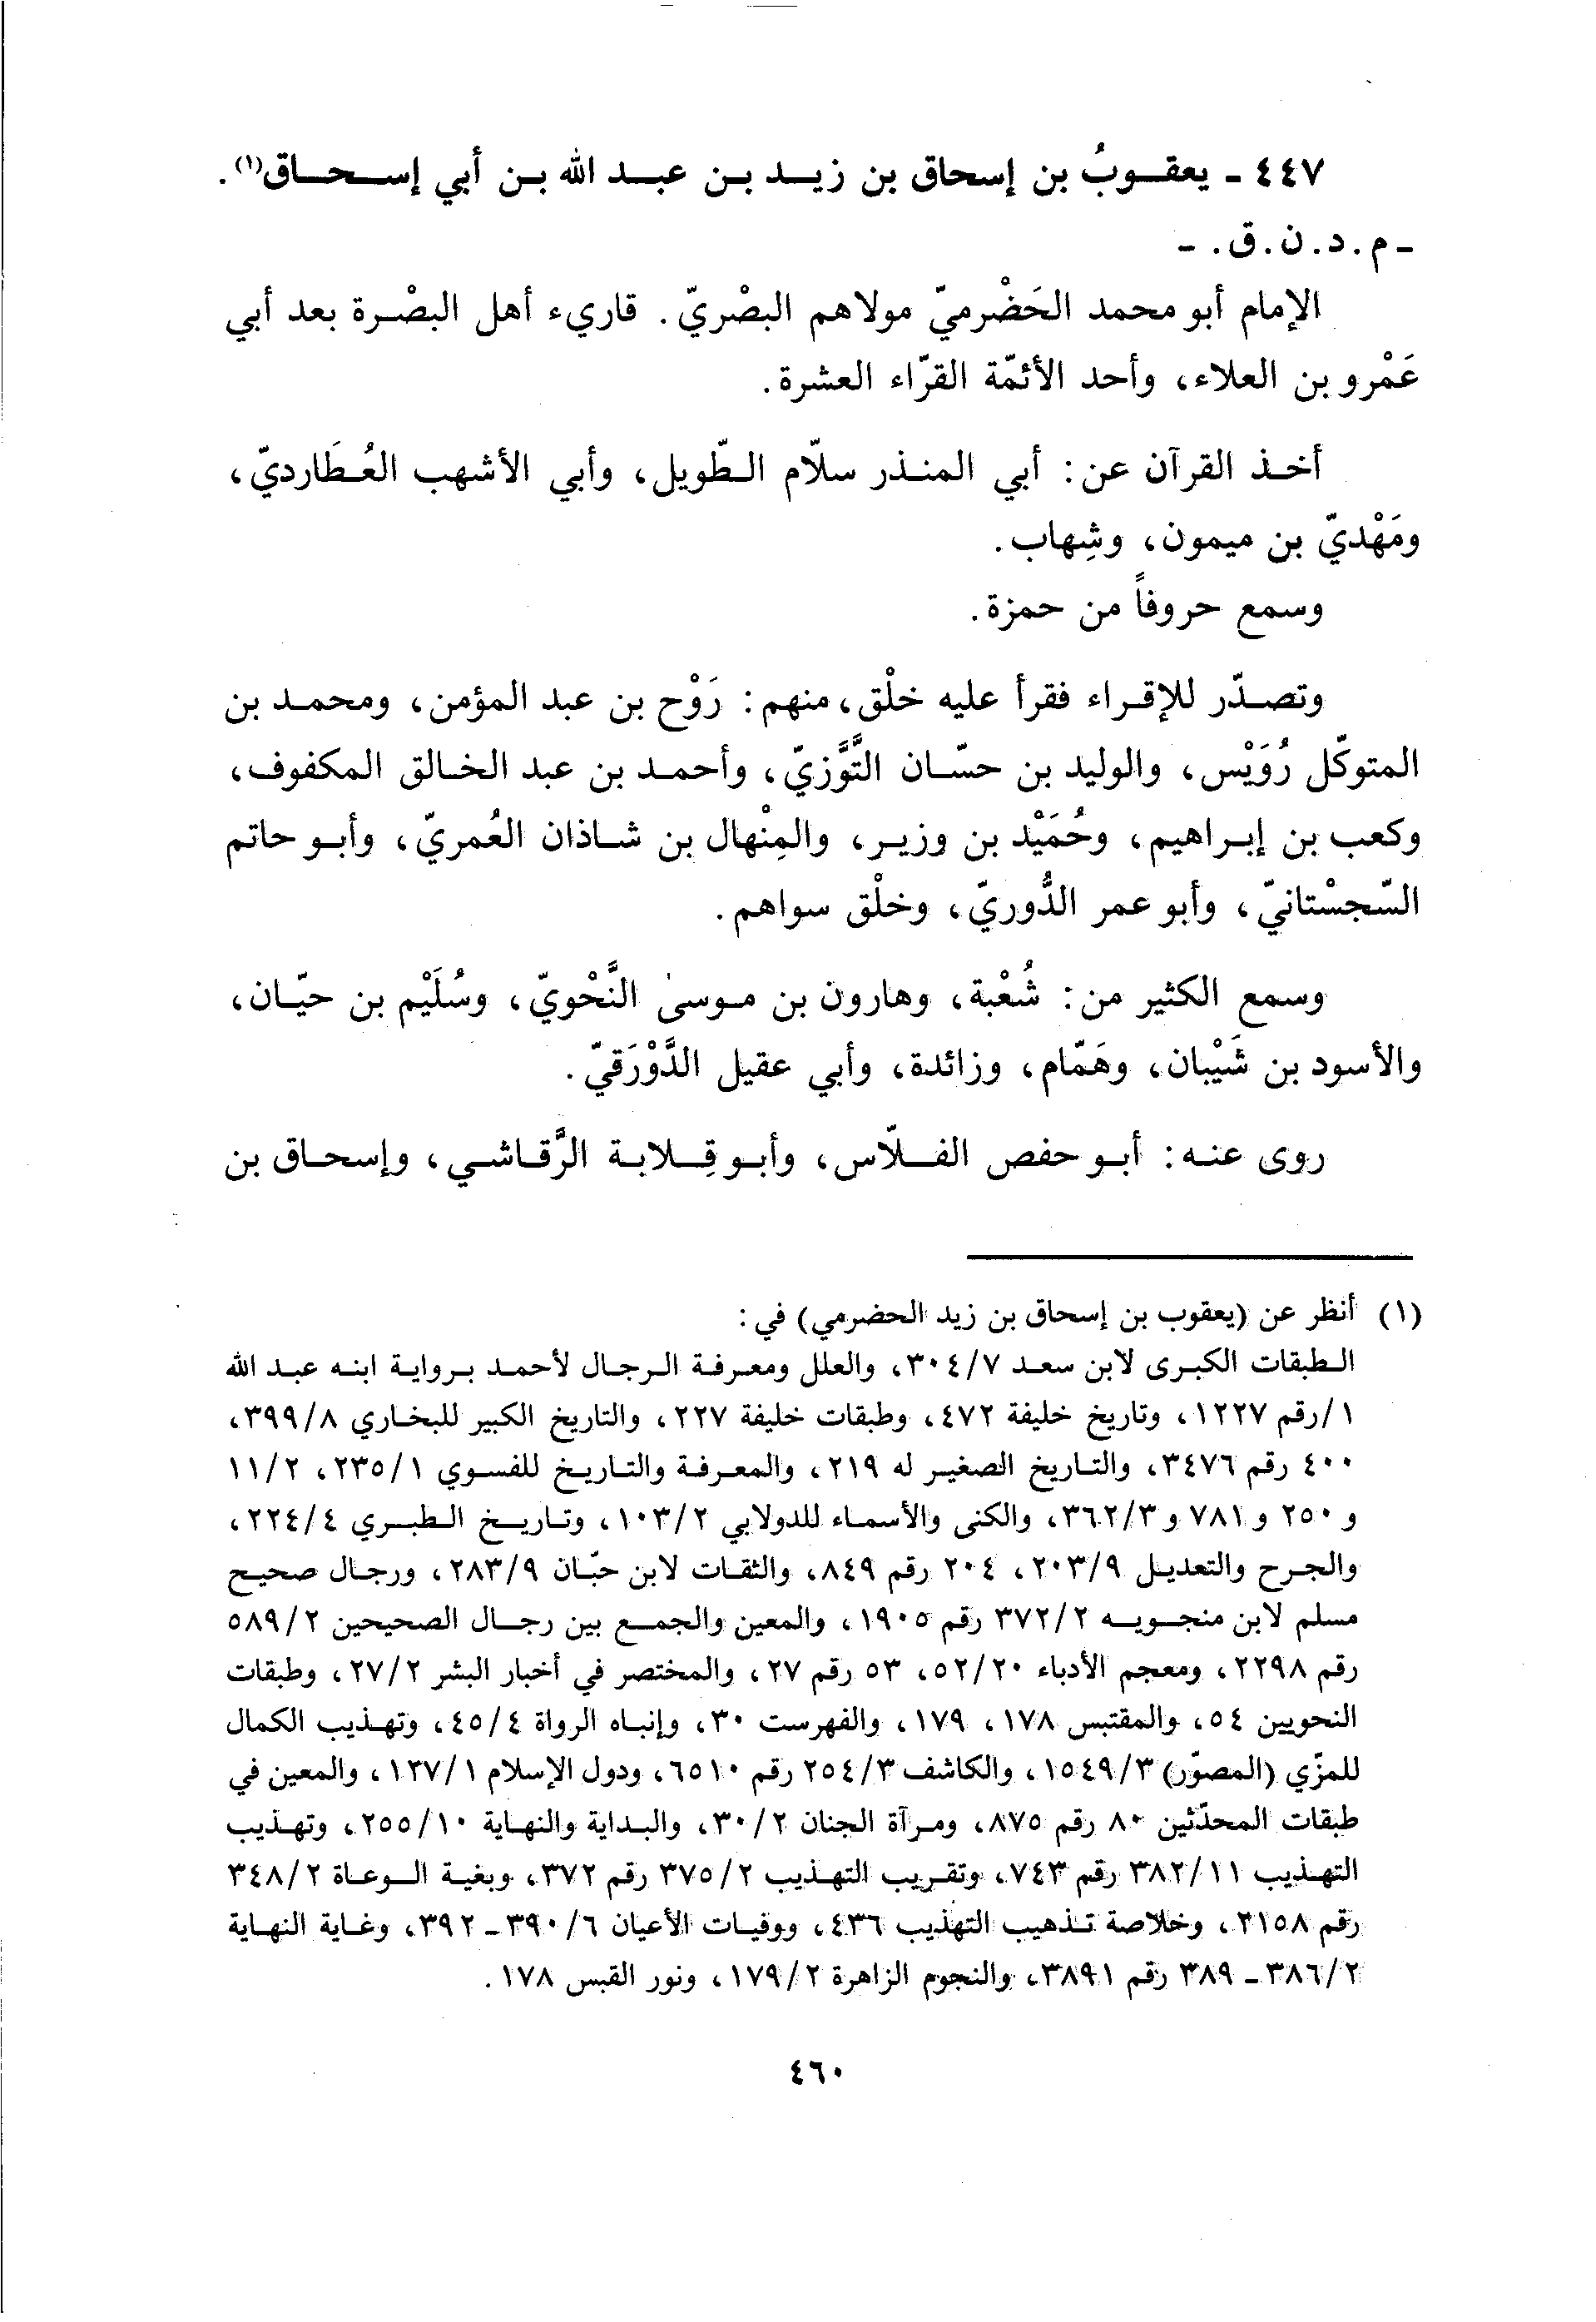 ٤٤٧ - يعقوبُ بن إسحاق بن زيد بن عبد الله بن أبي إسحاق(١).
- م . د . ن . ق . -
الإمام أبو محمد الحَضْرميّ مولاهم البصْريّ. قاريء أهل البصْرة بعد أبي
عَمْرو بن العلاء، وأحد الأئمّة القرّاء العشرة.
أخذ القرآن عن: أبي المنذر سلاّم الطّويل، وأبي الأشهب العُطَارديّ،
ومَهْديّ بن ميمون، وشِهاب.
وسمع حروفاً من حمزة.
وتصدّر للإقراء فقرأ عليه خلْق، منهم: رَوْح بن عبد المؤمن، ومحمد بن
المتوكّل رُوَيْس، والوليد بن حسّان التَّوَّزيّ، وأحمد بن عبد الخالق المكفوف،
وكعب بن إبراهيم، وحُمَيْد بن وزير، والمِنْهال بن شاذان العُمريّ، وأبو حاتم
السّجسْتانيّ، وأبو عمر الدُّوريّ، وخلْق سواهم.
وسمع الكثير من: شُعْبة، وهارون بن موسىٰ النَّحْويّ، وسُلَيْم بن حيّان،
والأسود بن شَيْبان، وهَمّام، وزائدة، وأبي عقيل الدَّوْرَقيّ.
روى عنه: أبو حفص الفلاّس، وأبو قِلابة الرَّقاشي، وإسحاق بن
(١) أنظر عن (يعقوب بن إسحاق بن زيد الحضرمي) في:
الطبقات الكبرى لابن سعد ٣٠٤/٧، والعلل ومعرفة الرجال لأحمد برواية ابنه عبد الله
١/رقم ١٢٢٧، وتاريخ خليفة ٤٧٢، وطبقات خليفة ٢٢٧، والتاريخ الكبير للبخاري ٣٩٩/٨،
٤٠٠ رقم ٣٤٧٦، والتاريخ الصغير له ٢١٩، والمعرفة والتاريخ للفسوي ٢٣٥/١، ١١/٢
و ٢٥٠ و ٧٨١ و ٣٦٢/٣، والكنى والأسماء للدولابي ١٠٣/٢، وتاريخ الطبري ٢٢٤/٤،
والجرح والتعديل ٢٠٣/٩، ٢٠٤ رقم ٨٤٩، والثقات لابن حبّان ٢٨٣/٩، ورجال صحيح
مسلم لابن منجويه ٣٧٢/٢ رقم ١٩٠٥، والمعين والجمع بين رجال الصحيحين ٥٨٩/٢
رقم ٢٢٩٨، ومعجم الأدباء ٥٢/٢٠، ٥٣ رقم ٢٧، والمختصر في أخبار البشر ٢٧/٢، وطبقات
النحويين ٥٤، والمقتبس ١٧٨، ١٧٩، والفهرست ٣٠، وإنباه الرواة ٤٥/٤، وتهذيب الكمال
للمزّي (المصوّر) ١٥٤٩/٣، والكاشف ٢٥٤/٣ رقم ٦٥١٠، ودول الإسلام ١٢٧/١، والمعين في
طبقات المحدّثين ٨٠ رقم ٨٧٥، ومرآة الجنان ٣٠/٢، والبداية والنهاية ٢٥٥/١٠، وتهذيب
التهذيب ٣٨٢/١١ رقم ٧٤٣، وتقريب التهذيب ٣٧٥/٢ رقم ٣٧٢، وبغية الوعاة ٣٤٨/٢
رقم ٢١٥٨، وخلاصة تذهيب التهذيب ٤٣٦، ووفيات الأعيان ٣٩٠/٦ - ٣٩٢، وغاية النهاية
٣٨٦/٢ - ٣٨٩ رقم ٣٨٩١، والنجوم الزاهرة ١٧٩/٢، ونور القبس ١٧٨.
٤٦٠